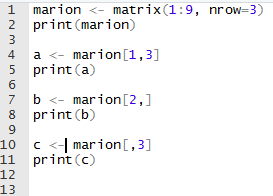 1 marion <- matrix(1:9, nrow=3)
2 print(marion)
3
4 a <- marion[1,3]
5 print(a)
6
7 b <- marion[2,]
8 print(b)
9
10 c <- marion[,3]
11 print(c)
12
13